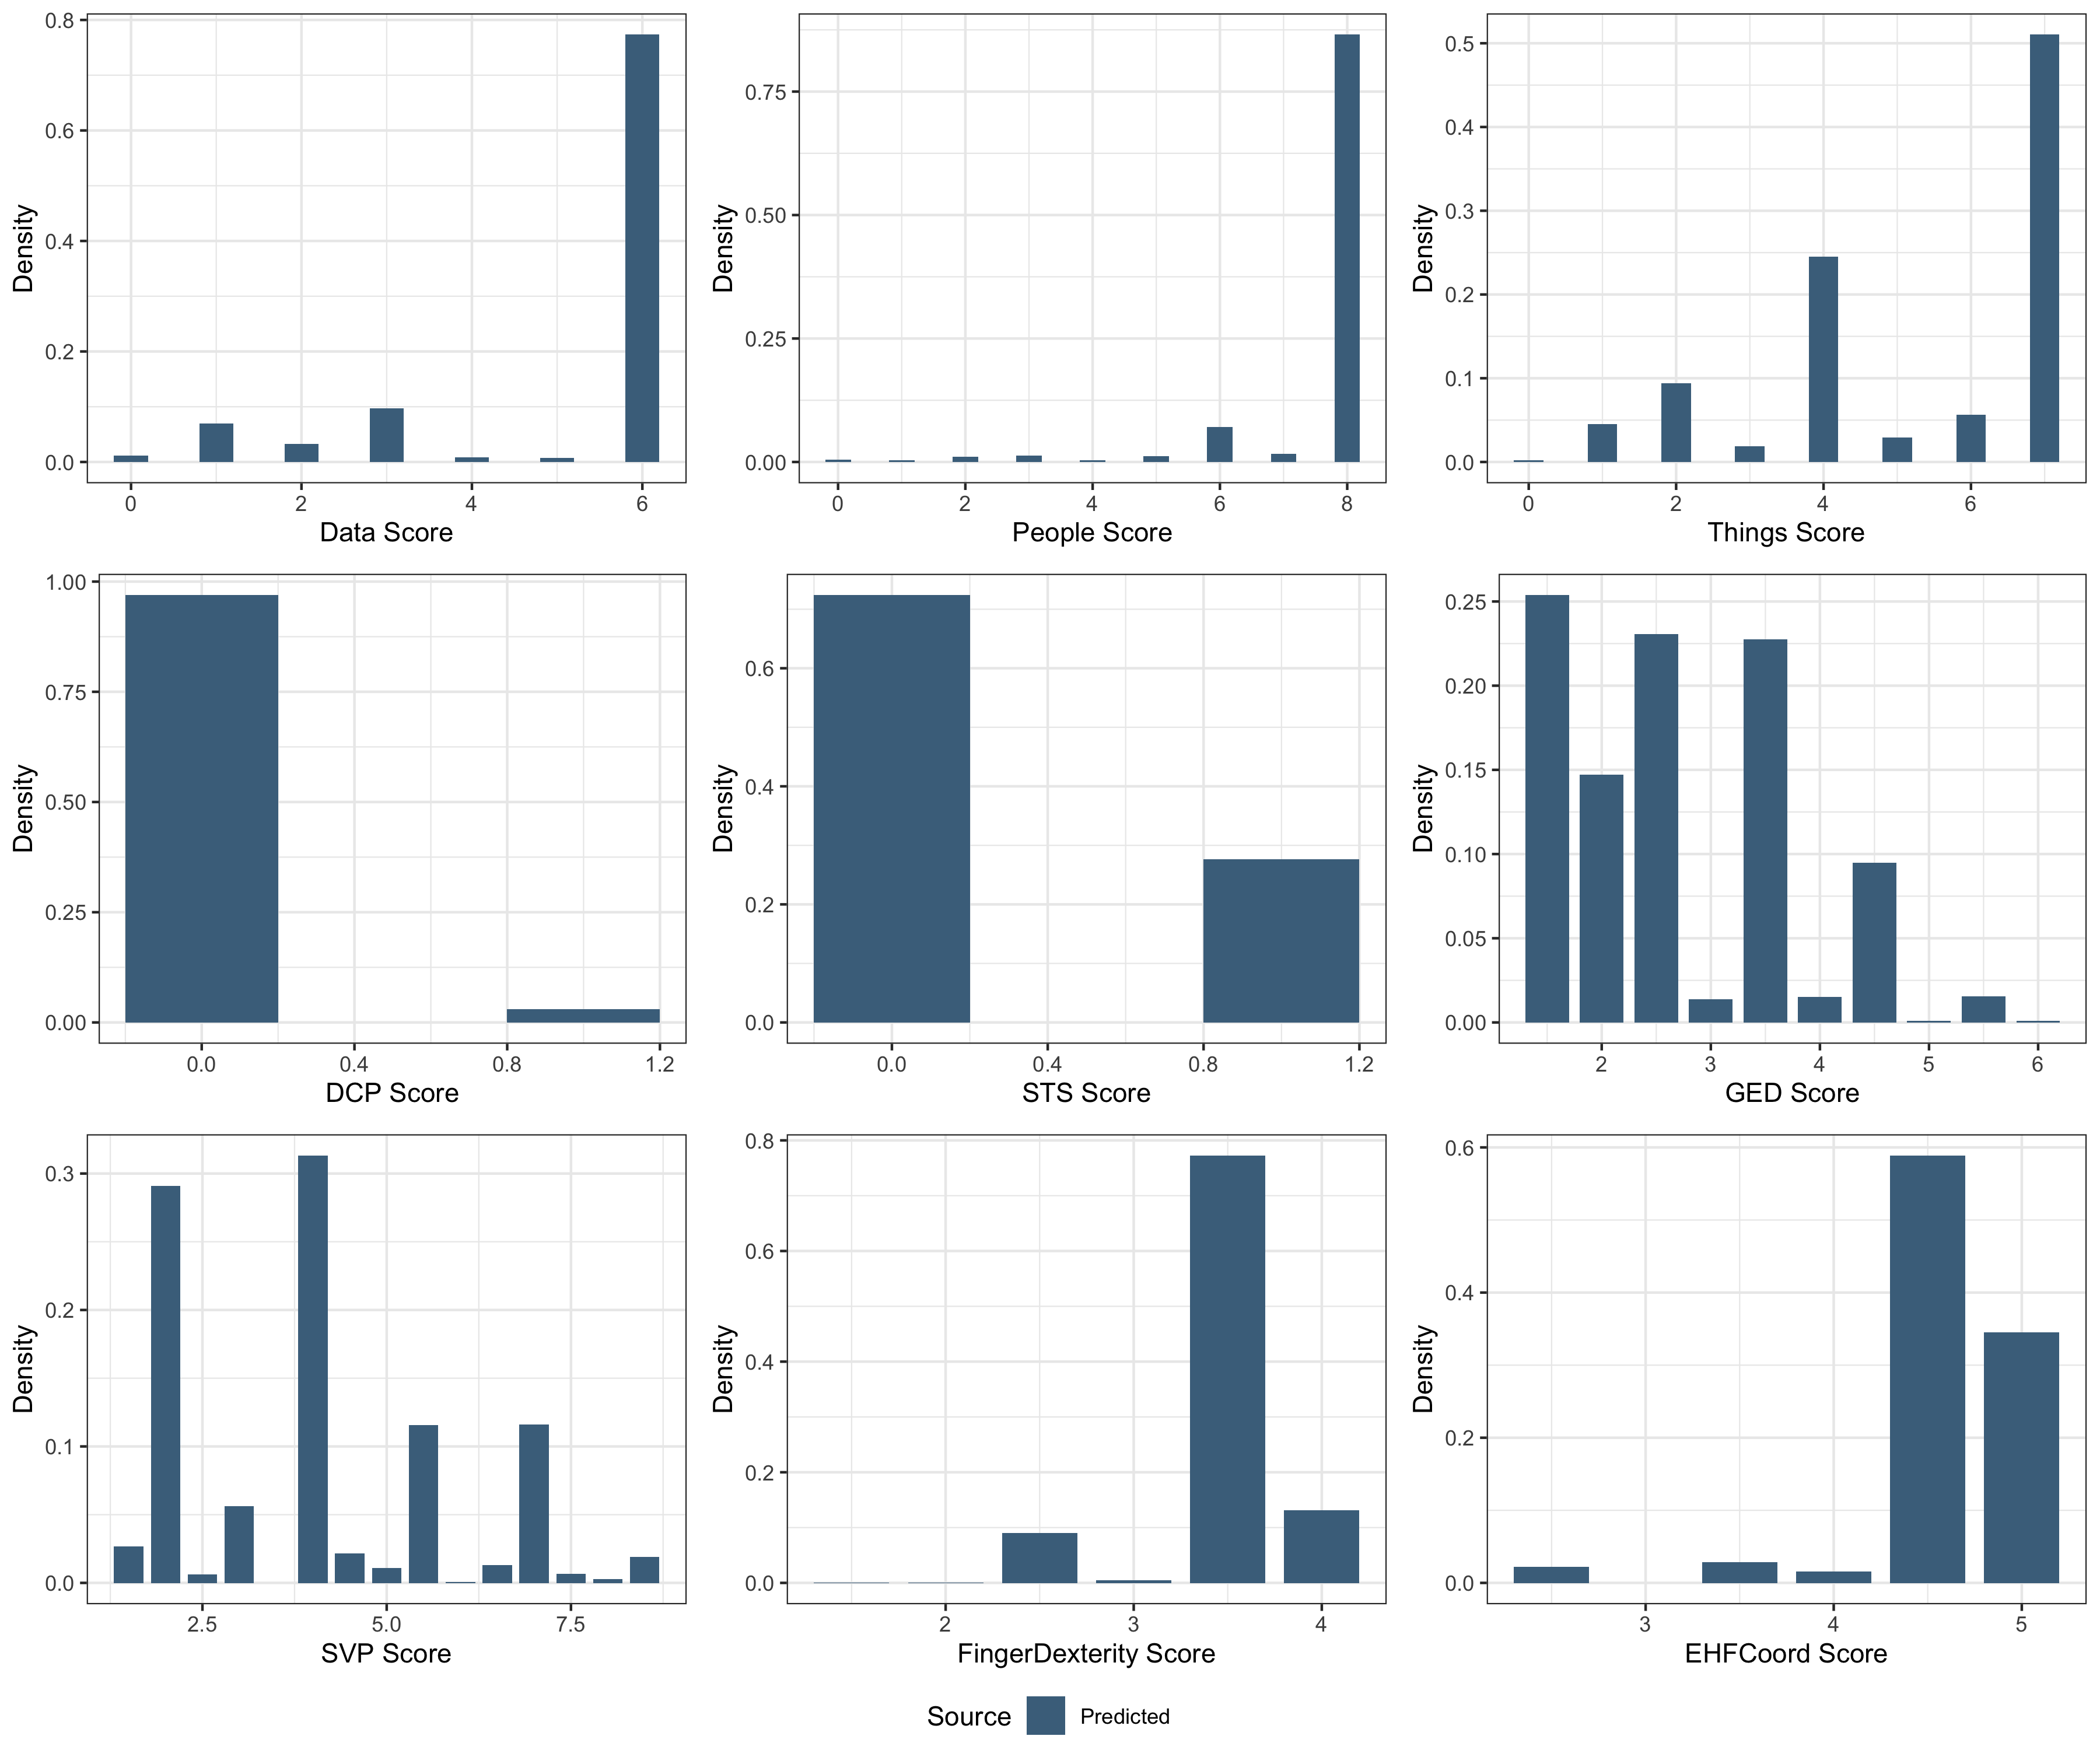 0.8
0.6
0.4
0.2
0.0
Density
0 2 4 6
Data Score
0.75
0.50
0.25
0.00
Density
0 2 4 6 8
People Score
0.5
0.4
0.3
0.2
0.1
0.0
Density
0 2 4 6
Things Score
1.00
0.75
0.50
0.25
0.00
Density
0.0 0.4 0.8 1.2
DCP Score
0.6
0.4
0.2
0.0
Density
0.0 0.4 0.8 1.2
STS Score
0.25
0.20
0.15
0.10
0.05
0.00
Density
2 3 4 5 6
GED Score
0.3
0.2
0.1
0.0
Density
2.5 5.0 7.5
SVP Score
0.8
0.6
0.4
0.2
0.0
Density
2 3 4
FingerDexterity Score
0.6
0.4
0.2
0.0
Density
3 4 5
EHFCoord Score
Source Predicted